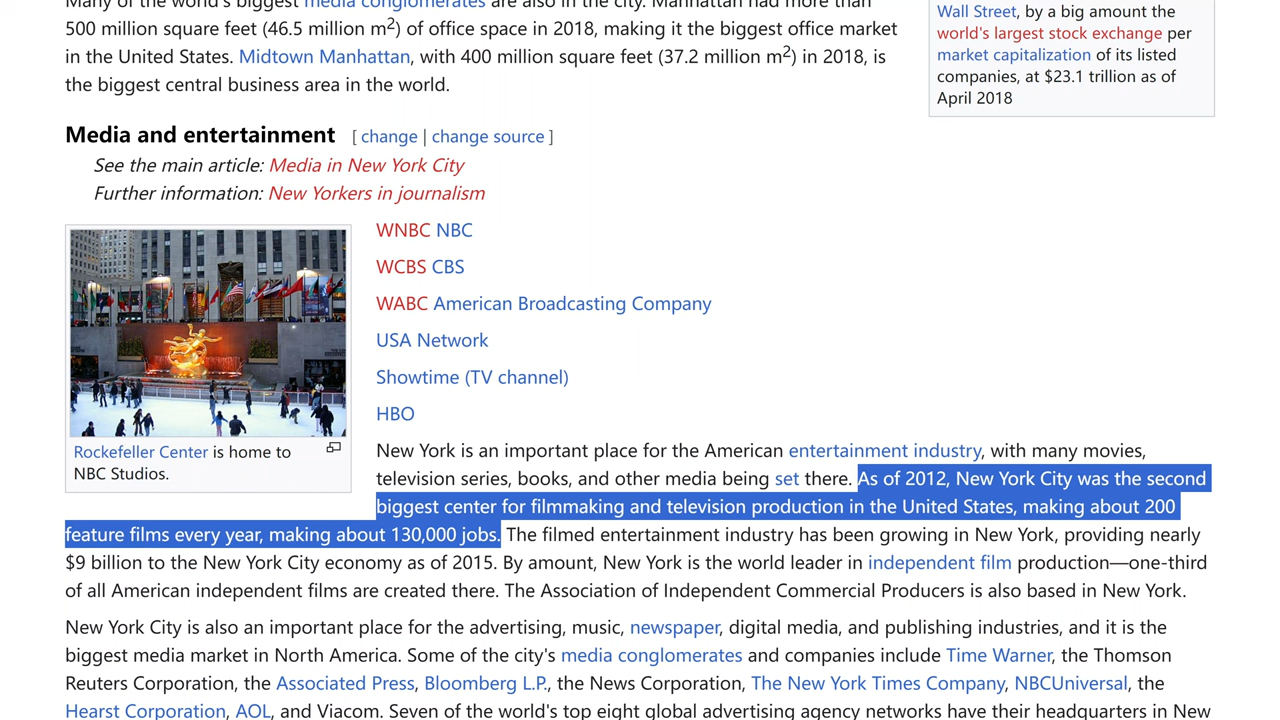 Many of the world's biggest media conglomerates are also in the city. Manhattan had more than
500 million square feet (46.5 million m2) of office space in 2018, making it the biggest office market
in the United States. Midtown Manhattan, with 400 million square feet (37.2 million m2) in 2018, is
the biggest central business area in the world.
Wall Street, by a big amount the
world's largest stock exchange per
market capitalization of its listed
companies, at $23.1 trillion as of
April 2018
Media and entertainment [ change | change source ]
See the main article: Media in New York City
Further information: New Yorkers in journalism
Rockefeller Center is home to
NBC Studios.
WNBC NBC
WCBS CBS
WABC American Broadcasting Company
USA Network
Showtime (TV channel)
HBO
New York is an important place for the American entertainment industry, with many movies,
television series, books, and other media being set there. As of 2012, New York City was the second
biggest center for filmmaking and television production in the United States, making about 200
feature films every year, making about 130,000 jobs. The filmed entertainment industry has been growing in New York, providing nearly
$9 billion to the New York City economy as of 2015. By amount, New York is the world leader in independent film production—one-third
of all American independent films are created there. The Association of Independent Commercial Producers is also based in New York.
New York City is also an important place for the advertising, music, newspaper, digital media, and publishing industries, and it is the
biggest media market in North America. Some of the city's media conglomerates and companies include Time Warner, the Thomson
Reuters Corporation, the Associated Press, Bloomberg L.P., the News Corporation, The New York Times Company, NBCUniversal, the
Hearst Corporation, AOL, and Viacom. Seven of the world's top eight global advertising agency networks have their headquarters in New